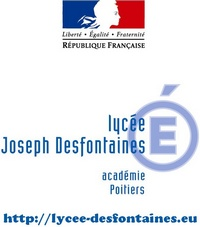 Liberté • Égalité • Fraternité
RÉPUBLIQUE FRANÇAISE
lycée
Joseph Desfontaines
É
académie
Poitiers
http://lycee-desfontaines.eu